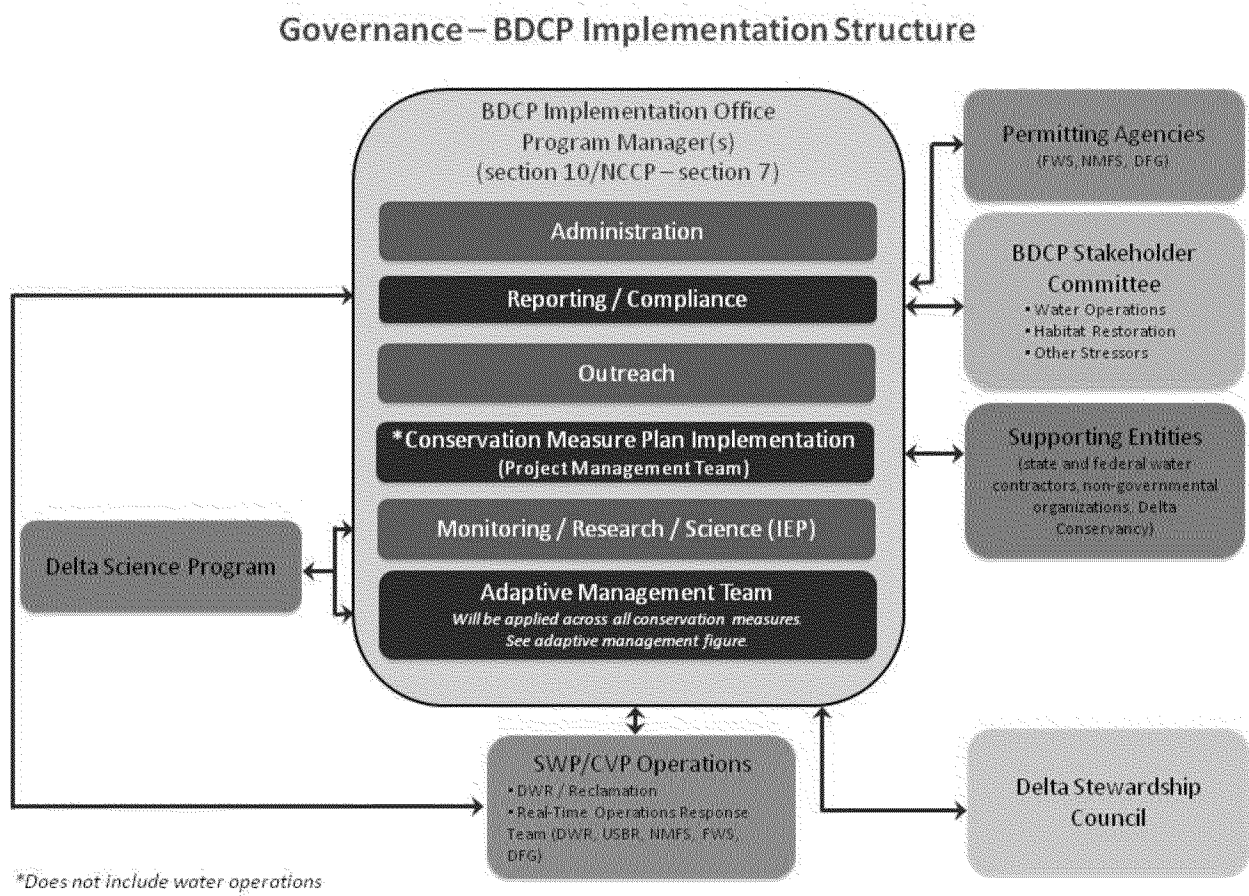 Governance – BDCP Implementation Structure
BDCP Implementation Office
Program Manager(s)
(section 10/NCCP – section 7)
Administration
Reporting / Compliance
Outreach
*Conservation Measure Plan Implementation
(Project Management Team)
Monitoring / Research / Science (IEP)
Adaptive Management Team
Will be applied across all conservation measures.
See adaptive management figure.
Permitting Agencies
(FWS, NMFS, DFG)
BDCP Stakeholder
Committee
▪ Water Operations
▪ Habitat Restoration
▪ Other Stressors
Supporting Entities
(state and federal water
contractors, non-governmental
organizations, Delta
Conservancy)
Delta Science Program
SWP/CVP Operations
▪ DWR / Reclamation
▪ Real-Time Operations Response
Team (DWR, USBR, NMFS, FWS,
DFG)
Delta Stewardship
Council
*Does not include water operations